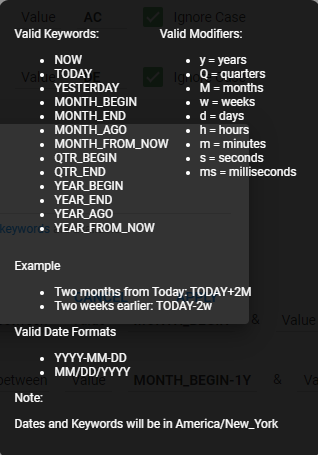 Value AC Ignore Case
Valid Keywords:
NOW
TODAY
YESTERDAY
MONTH_BEGIN
MONTH_END
MONTH_AGO
MONTH_FROM_NOW
QTR_BEGIN
QTR_END
YEAR_BEGIN
YEAR_END
YEAR_AGO
YEAR_FROM_NOW
Valid Modifiers:
y = years
Q = quarters
M = months
w = weeks
d = days
h = hours
m = minutes
s = seconds
ms = milliseconds
keywords
Example
Two months from Today: TODAY+2M
Two weeks earlier: TODAY-2w
CANCEL
& Value
Valid Date Formats
YYYY-MM-DD
MM/DD/YYYY
between Value MONTH_BEGIN-1Y & Value
Note:
Dates and Keywords will be in America/New_York